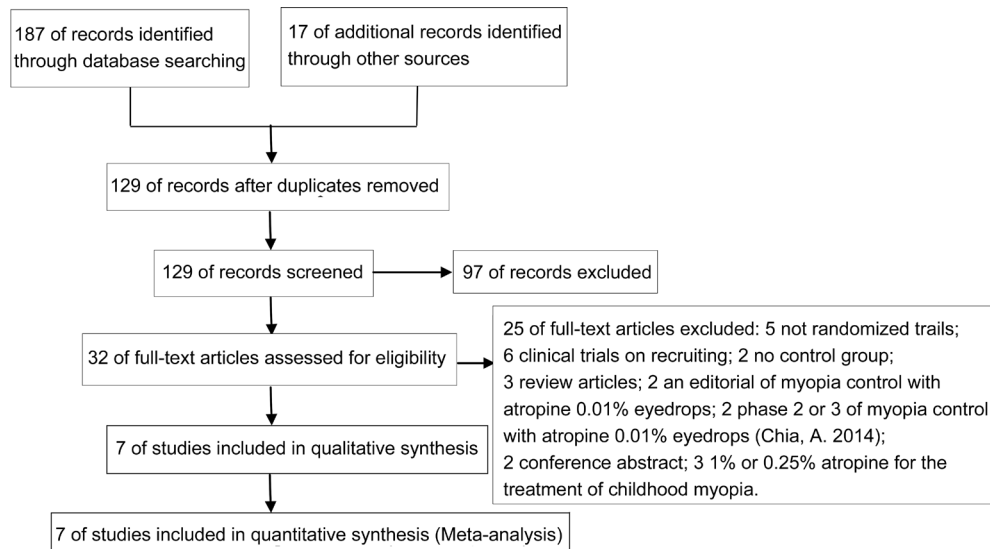 187 of records identified
through database searching
17 of additional records identified
through other sources
129 of records after duplicates removed
129 of records screened
97 of records excluded
32 of full-text articles assessed for eligibility
25 of full-text articles excluded: 5 not randomized trails;
6 clinical trials on recruiting; 2 no control group;
3 review articles; 2 an editorial of myopia control with
atropine 0.01% eyedrops; 2 phase 2 or 3 of myopia control
with atropine 0.01% eyedrops (Chia, A. 2014);
2 conference abstract; 3 1% or 0.25% atropine for the
treatment of childhood myopia.
7 of studies included in qualitative synthesis
7 of studies included in quantitative synthesis (Meta-analysis)